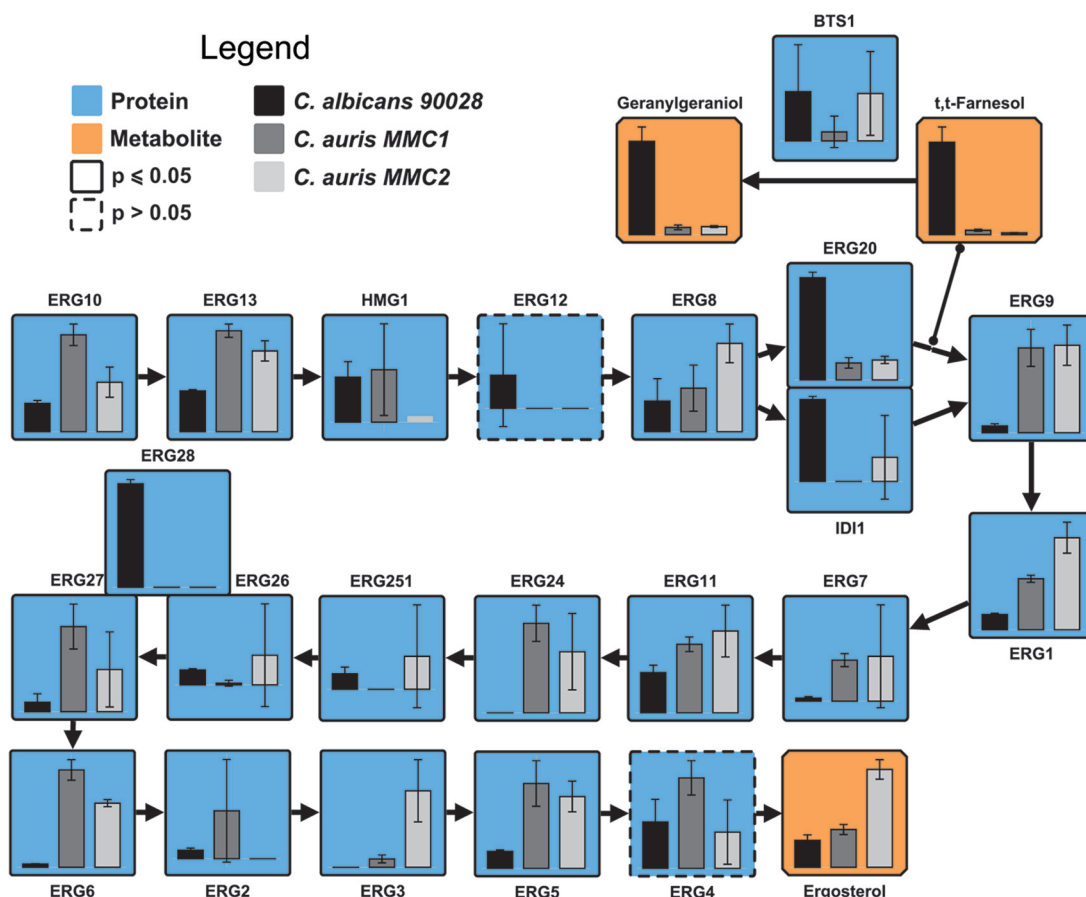 Legend
Protein
Metabolite
p ≤ 0.05
p > 0.05
C. albicans 90028
C. auris MMC1
C. auris MMC2
BTS1
Geranylgeraniol
t,t-Farnesol
ERG20
ERG10
ERG13
HMG1
ERG12
ERG8
ERG9
IDI1
ERG28
ERG27
ERG26
ERG251
ERG24
ERG11
ERG7
ERG1
ERG6
ERG2
ERG3
ERG5
ERG4
Ergosterol